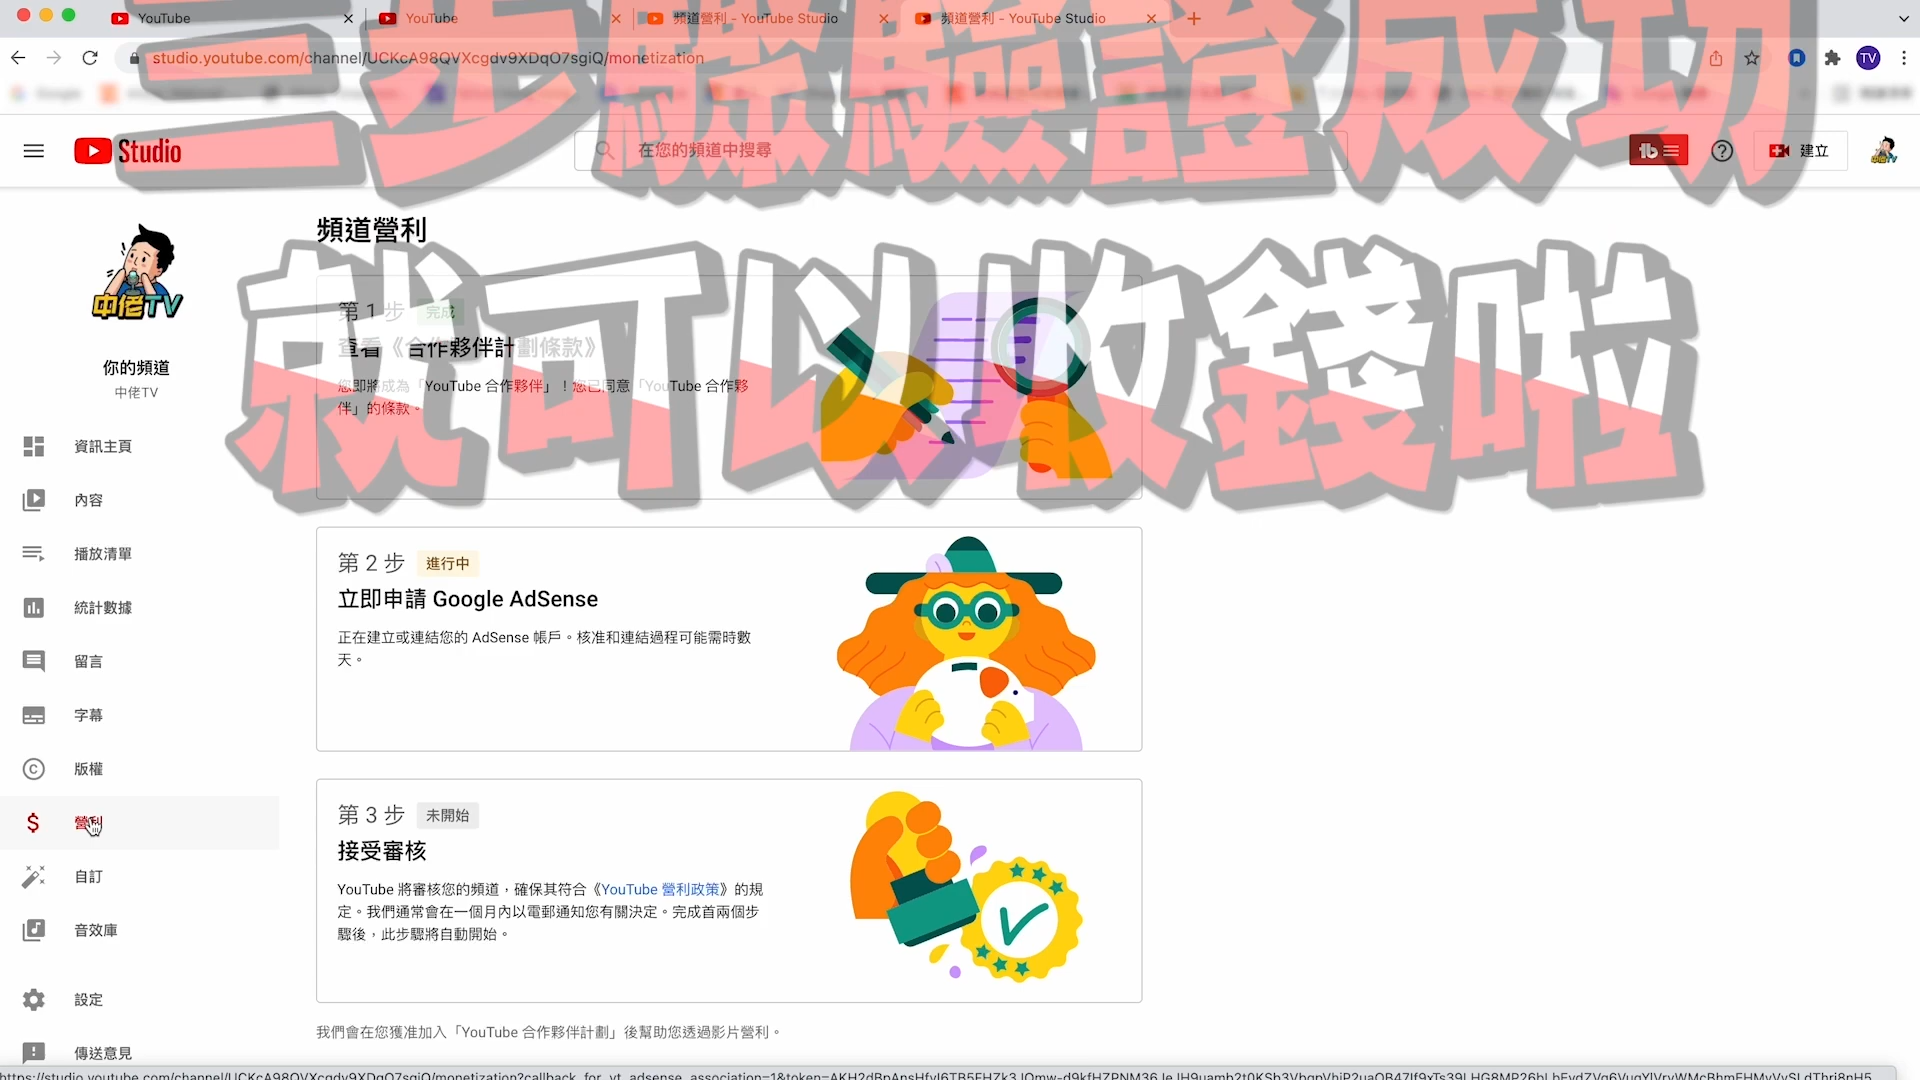 YouTube
YouTube
頻道營利 - YouTube Studio
頻道營利 - YouTube Studio
studio.youtube.com/channel/UCKcA98QVXcgdv9XDqO7sgiQ/monetization
TV
三步驟驗證成功
就可以收錢啦
Studio
在您的頻道中搜尋
建立
中佬TV
你的頻道
中佬TV
資訊主頁
內容
播放清單
統計數據
留言
字幕
版權
營利
自訂
音效庫
設定
傳送意見
頻道營利
第 1 步 完成
查看《合作夥伴計劃條款》
您即將成為「YouTube 合作夥伴」！您已同意「YouTube 合作夥
伴」的條款。
第 2 步 進行中
立即申請 Google AdSense
正在建立或連結您的 AdSense 帳戶。核准和連結過程可能需時數
天。
第 3 步 未開始
接受審核
YouTube 將審核您的頻道，確保其符合《YouTube 營利政策》的規
定。我們通常會在一個月內以電郵通知您有關決定。完成首兩個步
驟後，此步驟將自動開始。
我們會在您獲准加入「YouTube 合作夥伴計劃」後幫助您透過影片營利。